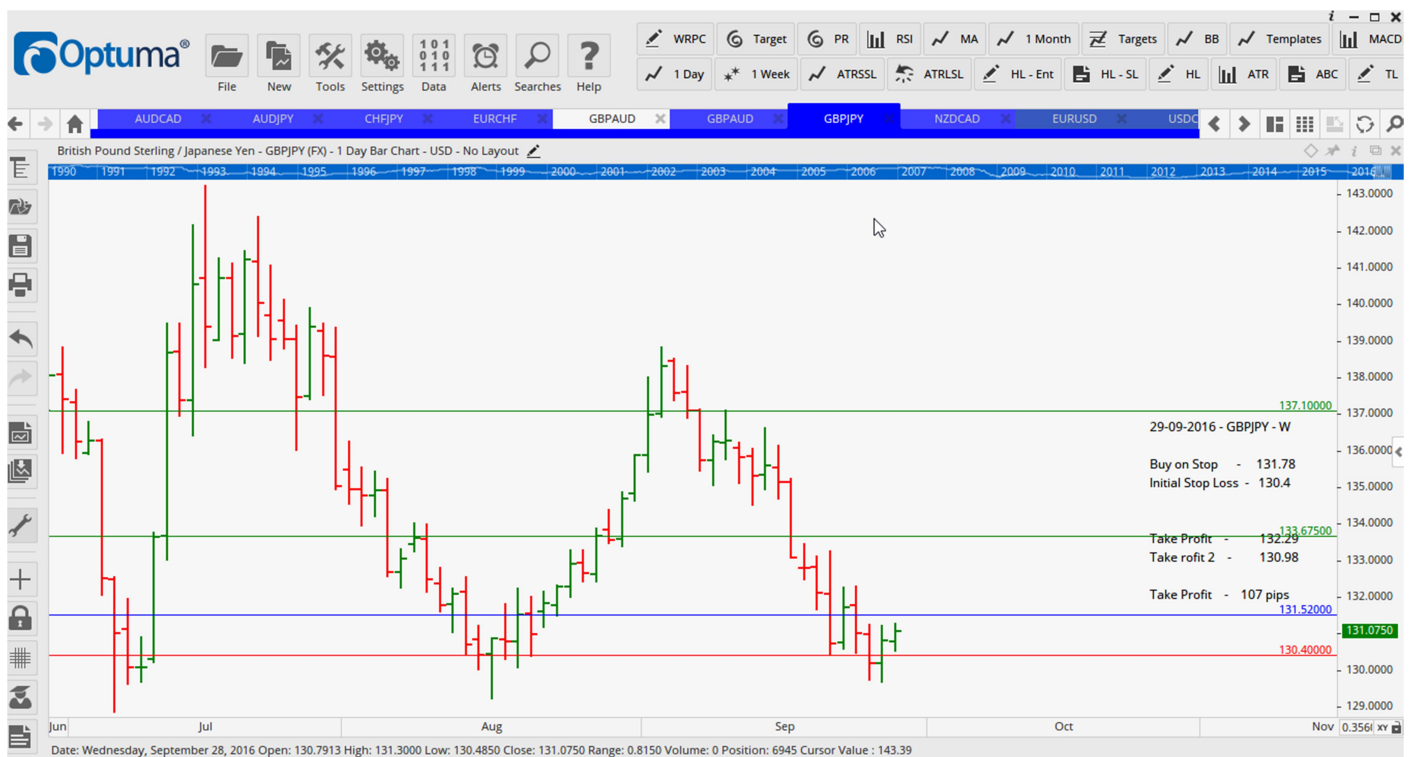 Optuma®
File New Tools Settings Data Alerts Searches Help
101
010
111
WRPC Target PR RSI MA 1 Month Targets BB Templates MACD
1 Day 1 Week ATRSSL ATRLSL HL - Ent HL - SL HL ATR ABC TL
AUDCAD AUDJPY CHFJPY EURCHF GBPAUD GBPAUD GBPJPY NZDCAD EURUSD USDC
British Pound Sterling / Japanese Yen - GBPJPY (FX) - 1 Day Bar Chart - USD - No Layout
1990 1991 1992 1993 1994 1995 1996 1997 1998 1999 2000 2001 2002 2003 2004 2005 2006 2007 2008 2009 2010 2011 2012 2013 2014 2015 2016
143.0000
142.0000
141.0000
140.0000
139.0000
138.0000
137.10000
137.0000
29-09-2016 - GBPJPY - W
136.0000
Buy on Stop - 131.78
Initial Stop Loss - 130.4
135.0000
134.0000
133.67500
Take Profit - 132.29
Take rofit 2 - 130.98
133.0000
Take Profit - 107 pips
132.0000
131.52000
131.0750
130.40000
130.0000
129.0000
Jun Jul Aug Sep Oct Nov 0.356 XY
Date: Wednesday, September 28, 2016 Open: 130.7913 High: 131.3000 Low: 130.4850 Close: 131.0750 Range: 0.8150 Volume: 0 Position: 6945 Cursor Value : 143.39